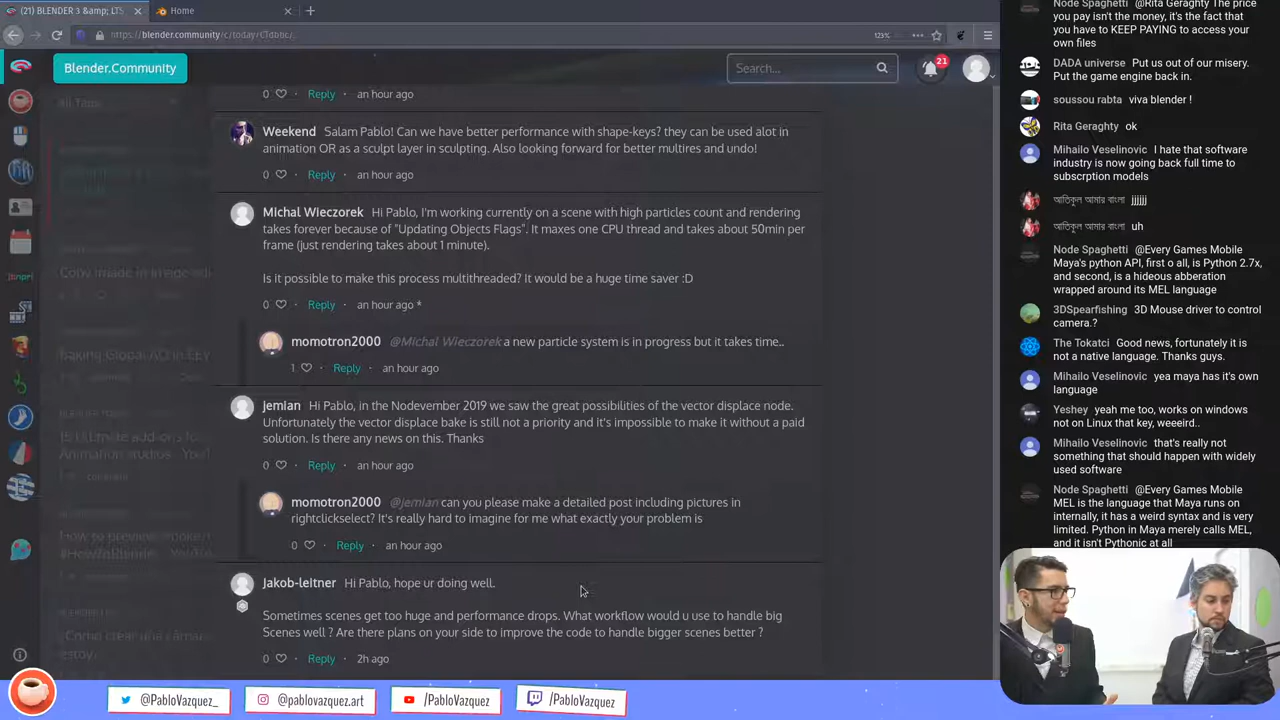 (21) BLENDER 3 &amp; LTS
Home
https://blender.community/c/today/
123%
Blender.Community
Search...
21
All Tags
0 Reply · an hour ago
Weekend Salam Pablo! Can we have better performance with shape-keys? they can be used alot in
animation OR as a sculpt layer in sculpting. Also looking forward for better multires and undo!
0 · Reply · an hour ago
Michal Wieczorek Hi Pablo, I'm working currently on a scene with high particles count and rendering
takes forever because of "Updating Objects Flags". It maxes one CPU thread and takes about 50min per
frame (just rendering takes about 1 minute).
Is it possible to make this process multithreaded? It would be a huge time saver :D
0 · Reply · an hour ago *
momotron2000 @Michal Wieczorek a new particle system is in progress but it takes time..
1 · Reply · an hour ago
jemian Hi Pablo, in the Nodevember 2019 we saw the great possibilities of the vector displace node.
Unfortunately the vector displace bake is still not a priority and it's impossible to make it without a paid
solution. Is there any news on this. Thanks
0 · Reply · an hour ago
momotron2000 @jemian can you please make a detailed post including pictures in
rightclickselect? It's really hard to imagine for me what exactly your problem is
0 · Reply · an hour ago
Jakob-leitner Hi Pablo, hope ur doing well.
Sometimes scenes get too huge and performance drops. What workflow would u use to handle big
Scenes well ? Are there plans on your side to improve the code to handle bigger scenes better ?
0 · Reply · 2h ago
Node Spaghetti @Rita Geraghty The price
you pay isn't the money, it's the fact that
you have to KEEP PAYING to access your
own files
DADA universe Put us out of our misery.
Put the game engine back in.
soussou rabta viva blender !
Rita Geraghty ok
Mihailo Veselinovic I hate that software
industry is now going back full time to
subscrption models
আতিকুল আমার বাংলা jjjjjj
আতিকুল আমার বাংলা uh
Node Spaghetti @Every Games Mobile
Maya's python API, first o all, is Python 2.7x,
and second, is a hideous abberation
wrapped around its MEL language
3DSpearfishing 3D Mouse driver to control
camera.?
The Tokatci Good news, fortunately it is
not a native language. Thanks guys.
Mihailo Veselinovic yea maya has it's own
language
Yeshey yeah me too, works on windows
not on Linux that key, weeeird..
Mihailo Veselinovic that's really not
something that should happen with widely
used software
Node Spaghetti @Every Games Mobile
MEL is the language that Maya runs on
internally, it has a weird syntax and is very
limited. Python in Maya merely calls MEL,
and it isn't Pythonic at all
@PabloVazquez_
@pablovazquez.art
/PabloVazquez
/PabloVazquez